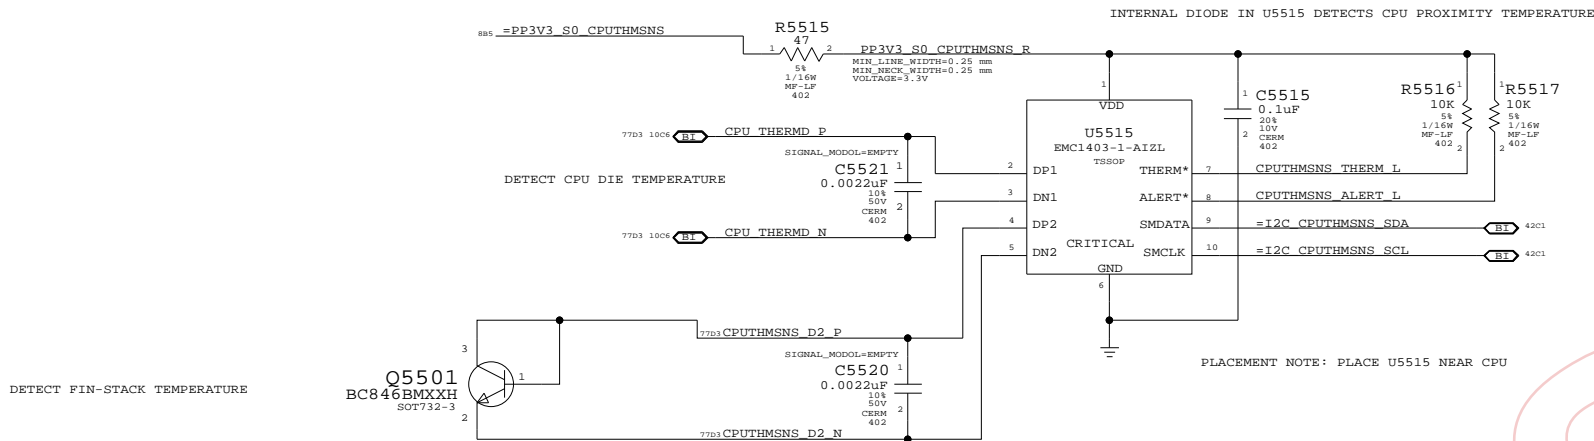 INTERNAL DIODE IN U5515 DETECTS CPU PROXIMITY TEMPERATURE
8B5 =PP3V3_S0_CPUTHMSNS
R5515
47
1 2
5%
1/16W
MF-LF
402
PP3V3_S0_CPUTHMSNS_R
MIN_LINE_WIDTH=0.25 mm
MIN_NECK_WIDTH=0.25 mm
VOLTAGE=3.3V
1
VDD
U5515
EMC1403-1-AIZL
TSSOP
CRITICAL
GND
6
2 DP1
3 DN1
4 DP2
5 DN2
THERM* 7 CPUTHMSNS_THERM_L
ALERT* 8 CPUTHMSNS_ALERT_L
SMDATA 9 =I2C_CPUTHMSNS_SDA BI 42C1
SMCLK 10 =I2C_CPUTHMSNS_SCL BI 42C1
1
C5515
0.1uF
20%
10V
CERM
402
2
R5516
10K
5%
1/16W
MF-LF
402
1
2
R5517
10K
5%
1/16W
MF-LF
402
1
2
77D3 10C6 BI CPU_THERMD_P
SIGNAL_MODOL=EMPTY
1
C5521
0.0022uF
10%
50V
CERM
402
2
DETECT CPU DIE TEMPERATURE
77D3 10C6 BI CPU_THERMD_N
77D3 CPUTHMSNS_D2_P
SIGNAL_MODOL=EMPTY
1
C5520
0.0022uF
10%
50V
CERM
402
2
77D3 CPUTHMSNS_D2_N
DETECT FIN-STACK TEMPERATURE
Q5501
BC846BMXXH
SOT732-3
3
1
2
PLACEMENT NOTE: PLACE U5515 NEAR CPU